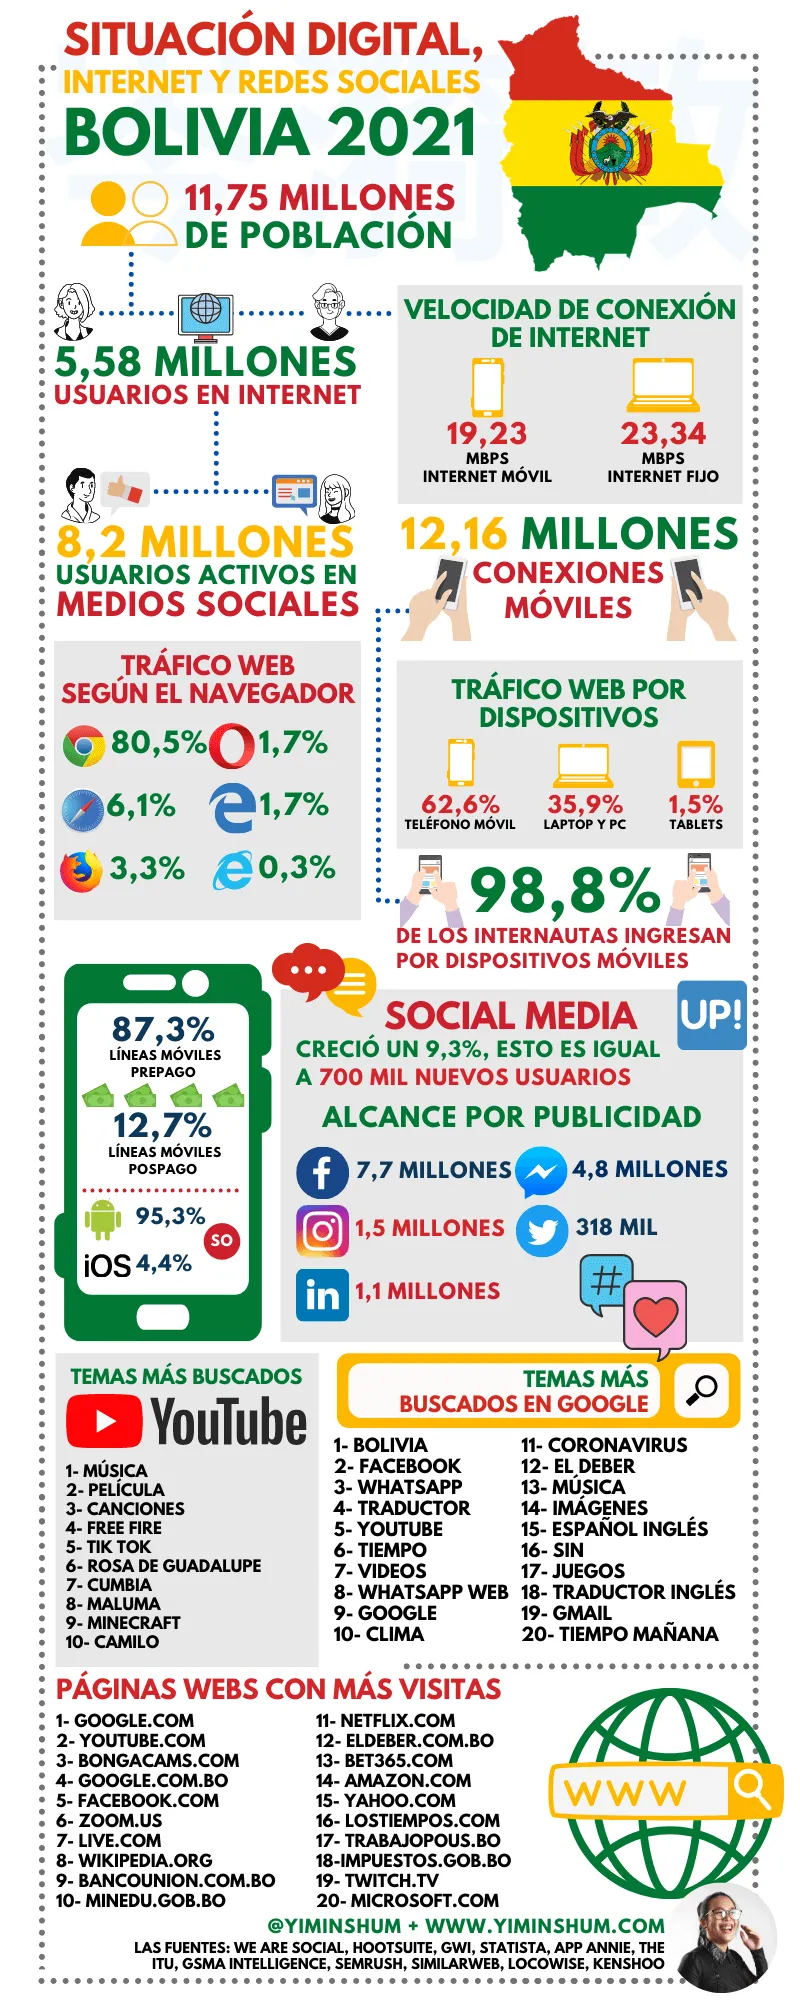 SITUACIÓN DIGITAL,
INTERNET Y REDES SOCIALES
BOLIVIA 2021
11,75 MILLONES
DE POBLACIÓN
5,58 MILLONES
USUARIOS EN INTERNET
VELOCIDAD DE CONEXIÓN
DE INTERNET
19,23
MBPS
INTERNET MÓVIL
23,34
MBPS
INTERNET FIJO
8,2 MILLONES
USUARIOS ACTIVOS EN
MEDIOS SOCIALES
12,16 MILLONES
CONEXIONES
MÓVILES
TRÁFICO WEB
SEGÚN EL NAVEGADOR
80,5%
1,7%
6,1%
1,7%
3,3%
0,3%
TRÁFICO WEB POR
DISPOSITIVOS
62,6%
TELÉFONO MÓVIL
35,9%
LAPTOP Y PC
1,5%
TABLETS
98,8%
DE LOS INTERNAUTAS INGRESAN
POR DISPOSITIVOS MÓVILES
87,3%
LÍNEAS MÓVILES
PREPAGO
12,7%
LÍNEAS MÓVILES
POSPAGO
95,3%
SO
iOS 4,4%
SOCIAL MEDIA
UP!
CRECIÓ UN 9,3%, ESTO ES IGUAL
A 700 MIL NUEVOS USUARIOS
ALCANCE POR PUBLICIDAD
7,7 MILLONES
4,8 MILLONES
1,5 MILLONES
318 MIL
in
1,1 MILLONES
#
TEMAS MÁS BUSCADOS
YouTube
1- MÚSICA
2- PELÍCULA
3- CANCIONES
4- FREE FIRE
5- TIK TOK
6- ROSA DE GUADALUPE
7- CUMBIA
8- MALUMA
9- MINECRAFT
10- CAMILO
TEMAS MÁS
BUSCADOS EN GOOGLE
1- BOLIVIA
2- FACEBOOK
3- WHATSAPP
4- TRADUCTOR
5- YOUTUBE
6- TIEMPO
7- VIDEOS
8- WHATSAPP WEB
9- GOOGLE
10- CLIMA
11- CORONAVIRUS
12- EL DEBER
13- MÚSICA
14- IMÁGENES
15- ESPAÑOL INGLÉS
16- SIN
17- JUEGOS
18- TRADUCTOR INGLÉS
19- GMAIL
20- TIEMPO MAÑANA
PÁGINAS WEBS CON MÁS VISITAS
1- GOOGLE.COM
2- YOUTUBE.COM
3- BONGACAMS.COM
4- GOOGLE.COM.BO
5- FACEBOOK.COM
6- ZOOM.US
7- LIVE.COM
8- WIKIPEDIA.ORG
9- BANCOUNION.COM.BO
10- MINEDU.GOB.BO
11- NETFLIX.COM
12- ELDEBER.COM.BO
13- BET365.COM
14- AMAZON.COM
15- YAHOO.COM
16- LOSTIEMPOS.COM
17- TRABAJOPOUS.BO
18-IMPUESTOS.GOB.BO
19- TWITCH.TV
20- MICROSOFT.COM
WWW
@YIMINSHUM + WWW.YIMINSHUM.COM
LAS FUENTES: WE ARE SOCIAL, HOOTSUITE, GWI, STATISTA, APP ANNIE, THE
ITU, GSMA INTELLIGENCE, SEMRUSH, SIMILARWEB, LOCOWISE, KENSHOO